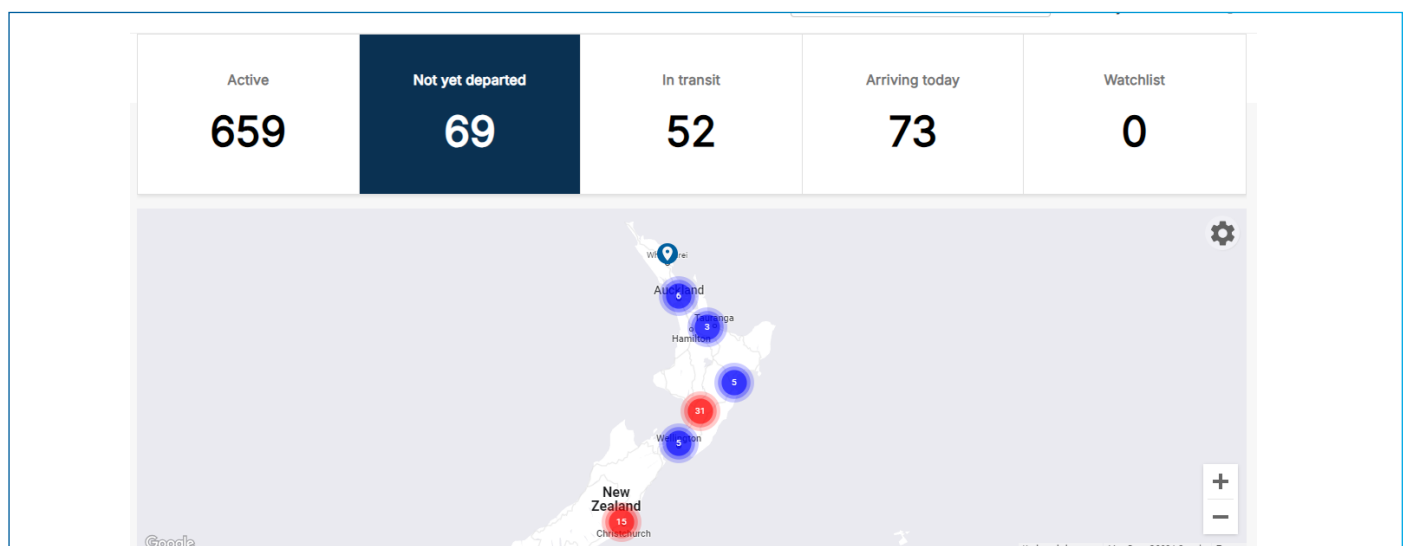 Active
Not yet departed
In transit
Arriving today
Watchlist
659
69
52
73
0
Auckland
6
Tauranga
3
Hamilton
5
31
Wellington
5
New
Zealand
15
Christchurch
Google